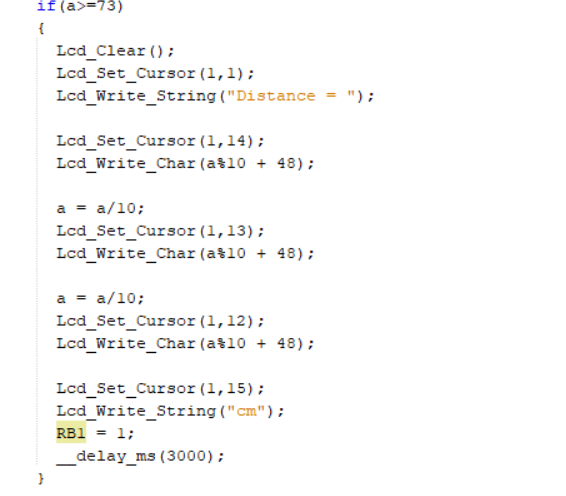 if(a>=73)
{
Lcd_Clear();
Lcd_Set_Cursor(1,1);
Lcd_Write_String("Distance = ");
Lcd_Set_Cursor(1,14);
Lcd_Write_Char(a%10 + 48);
a = a/10;
Lcd_Set_Cursor(1,13);
Lcd_Write_Char(a%10 + 48);
a = a/10;
Lcd_Set_Cursor(1,12);
Lcd_Write_Char(a%10 + 48);
Lcd_Set_Cursor(1,15);
Lcd_Write_String("cm");
RB1 = 1;
__delay_ms(3000);
}